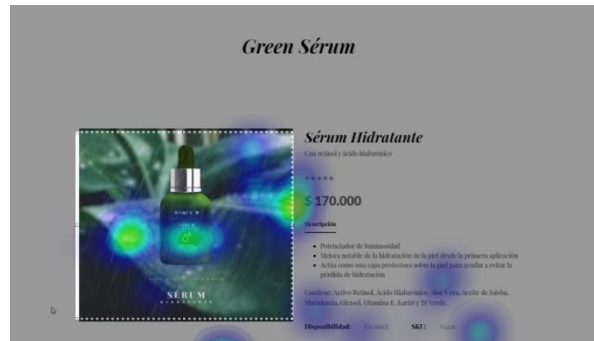 Green Sérum
Sérum Hidratante
Con retinol y ácido hialurónico
$ 170.000
Descripción
Potenciador de luminosidad
Mejora notable de la hidratación de la piel desde la primera aplicación
Actúa como una capa protectora sobre la piel para ayudar a evitar la
pérdida de hidratación
Contiene: Activo Retinol, Ácido Hialurónico, Aloe Vera, Aceite de Jojoba,
Macadamia, Girasol, Vitamina E, Karité y Té Verde.
SÉRUM
HIDRATANTE
Disponibilidad: En stock SKU: